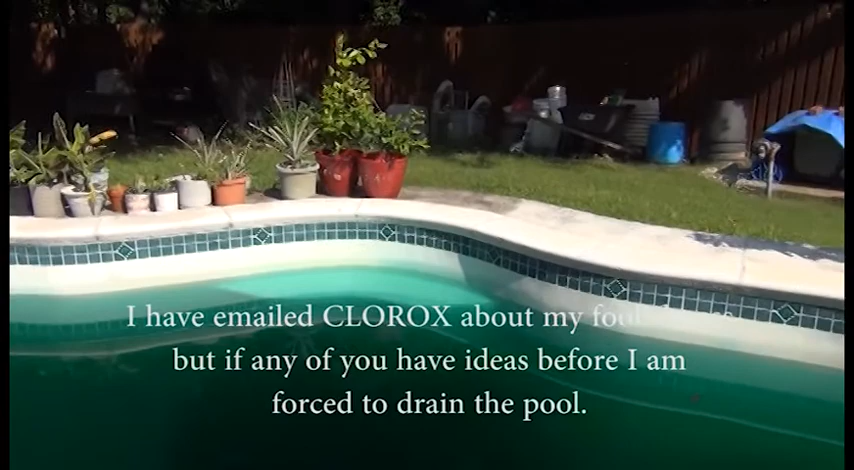 I have emailed CLOROX about my
but if any of you have ideas before I am
forced to drain the pool.